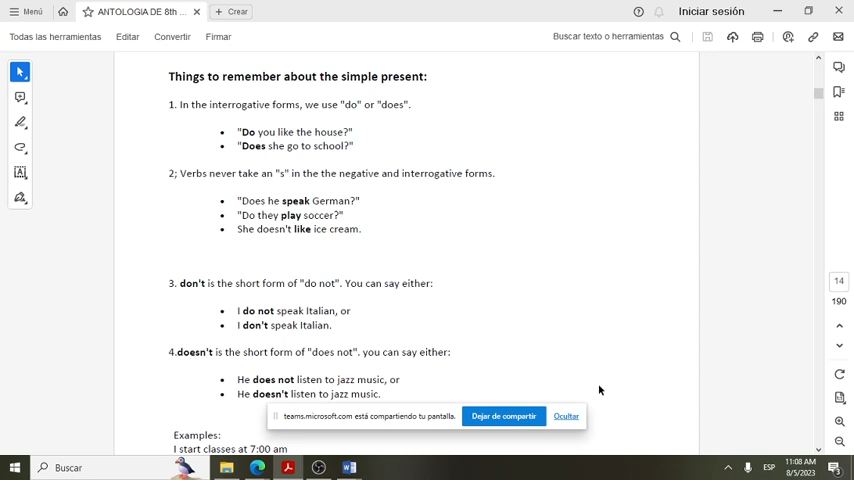 Menú
ANTOLOGIA DE 8th ...
Crear
Iniciar sesión
Todas las herramientas
Editar
Convertir
Firmar
Buscar texto o herramientas
Things to remember about the simple present:
1. In the interrogative forms, we use "do" or "does".
• "Do you like the house?"
• "Does she go to school?"
2; Verbs never take an "s" in the the negative and interrogative forms.
• "Does he speak German?"
• "Do they play soccer?"
• She doesn't like ice cream.
3. don't is the short form of "do not". You can say either:
• I do not speak Italian, or
• I don't speak Italian.
4.doesn't is the short form of "does not". you can say either:
• He does not listen to jazz music, or
• He doesn't listen to jazz music.
teams.microsoft.com está compartiendo tu pantalla.
Dejar de compartir
Ocultar
Examples:
I start classes at 7:00 am
14
190
Buscar
ESP
11:08 AM
8/5/2023
3